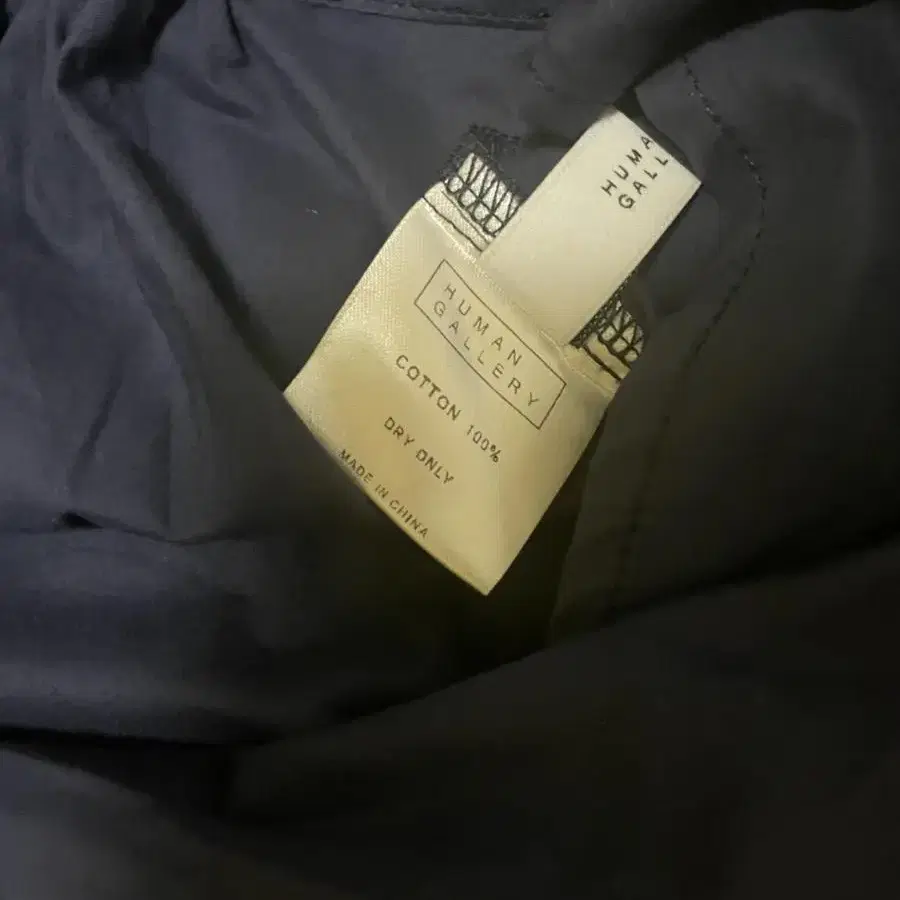 HUMA
GALL
HUMAN
GALLERY
COTTON 100%
DRY ONLY
MADE IN CHINA